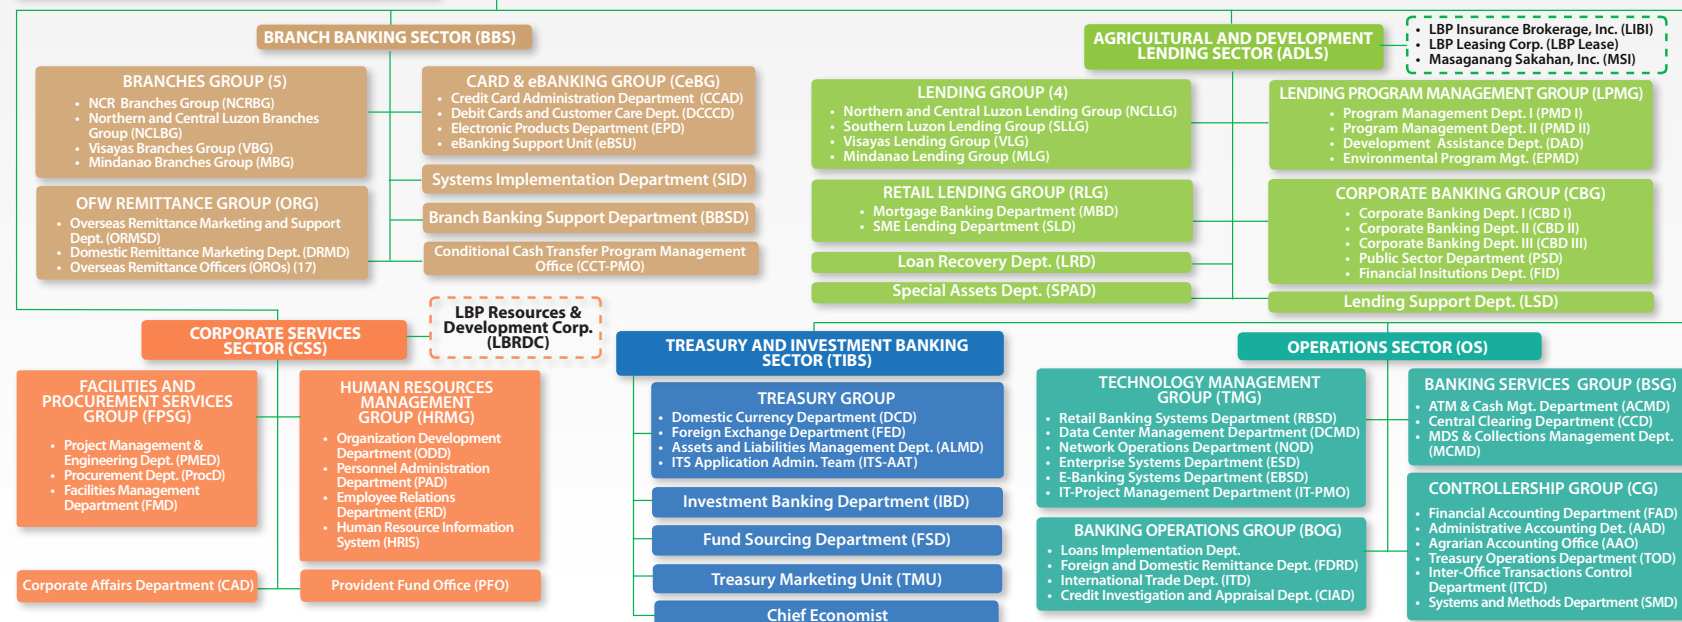 BRANCH BANKING SECTOR (BBS)
BRANCHES GROUP (5)
• NCR Branches Group (NCRBG)
• Northern and Central Luzon Branches
Group (NCLBG)
• Visayas Branches Group (VBG)
• Mindanao Branches Group (MBG)
OFW REMITTANCE GROUP (ORG)
• Overseas Remittance Marketing and Support
Dept. (ORMSD)
• Domestic Remittance Marketing Dept. (DRMD)
• Overseas Remittance Officers (OROs) (17)
CARD & eBANKING GROUP (CeBG)
• Credit Card Administration Department (CCAD)
• Debit Cards and Customer Care Dept. (DCCCD)
• Electronic Products Department (EPD)
• eBanking Support Unit (eBSU)
Systems Implementation Department (SID)
Branch Banking Support Department (BBSD)
Conditional Cash Transfer Program Management
Office (CCT-PMO)
AGRICULTURAL AND DEVELOPMENT
LENDING SECTOR (ADLS)
• LBP Insurance Brokerage, Inc. (LIBI)
• LBP Leasing Corp. (LBP Lease)
• Masaganang Sakahan, Inc. (MSI)
LENDING GROUP (4)
• Northern and Central Luzon Lending Group (NCLLG)
• Southern Luzon Lending Group (SLLG)
• Visayas Lending Group (VLG)
• Mindanao Lending Group (MLG)
RETAIL LENDING GROUP (RLG)
• Mortgage Banking Department (MBD)
• SME Lending Department (SLD)
Loan Recovery Dept. (LRD)
Special Assets Dept. (SPAD)
LENDING PROGRAM MANAGEMENT GROUP (LPMG)
• Program Management Dept. I (PMD I)
• Program Management Dept. II (PMD II)
• Development Assistance Dept. (DAD)
• Environmental Program Mgt. (EPMD)
CORPORATE BANKING GROUP (CBG)
• Corporate Banking Dept. I (CBD I)
• Corporate Banking Dept. II (CBD II)
• Corporate Banking Dept. III (CBD III)
• Public Sector Department (PSD)
• Financial Insitutions Dept. (FID)
Lending Support Dept. (LSD)
CORPORATE SERVICES
SECTOR (CSS)
LBP Resources &
Development Corp.
(LBRDC)
FACILITIES AND
PROCUREMENT SERVICES
GROUP (FPSG)
• Project Management &
Engineering Dept. (PMED)
• Procurement Dept. (ProcD)
• Facilities Management
Department (FMD)
Corporate Affairs Department (CAD)
HUMAN RESOURCES
MANAGEMENT
GROUP (HRMG)
• Organization Development
Department (ODD)
• Personnel Administration
Department (PAD)
• Employee Relations
Department (ERD)
• Human Resource Information
System (HRIS)
Provident Fund Office (PFO)
TREASURY AND INVESTMENT BANKING
SECTOR (TIBS)
TREASURY GROUP
• Domestic Currency Department (DCD)
• Foreign Exchange Department (FED)
• Assets and Liabilities Management Dept. (ALMD)
• ITS Application Admin. Team (ITS-AAT)
Investment Banking Department (IBD)
Fund Sourcing Department (FSD)
Treasury Marketing Unit (TMU)
Chief Economist
OPERATIONS SECTOR (OS)
TECHNOLOGY MANAGEMENT
GROUP (TMG)
• Retail Banking Systems Department (RBSD)
• Data Center Management Department (DCMD)
• Network Operations Department (NOD)
• Enterprise Systems Department (ESD)
• E-Banking Systems Department (EBSD)
• IT-Project Management Department (IT-PMO)
BANKING OPERATIONS GROUP (BOG)
• Loans Implementation Dept.
• Foreign and Domestic Remittance Dept. (FDRD)
• International Trade Dept. (ITD)
• Credit Investigation and Appraisal Dept. (CIAD)
BANKING SERVICES GROUP (BSG)
• ATM & Cash Mgt. Department (ACMD)
• Central Clearing Department (CCD)
• MDS & Collections Management Dept.
(MCMD)
CONTROLLERSHIP GROUP (CG)
• Financial Accounting Department (FAD)
• Administrative Accounting Det. (AAD)
• Agrarian Accounting Office (AAO)
• Treasury Operations Department (TOD)
• Inter-Office Transactions Control
Department (ITCD)
• Systems and Methods Department (SMD)